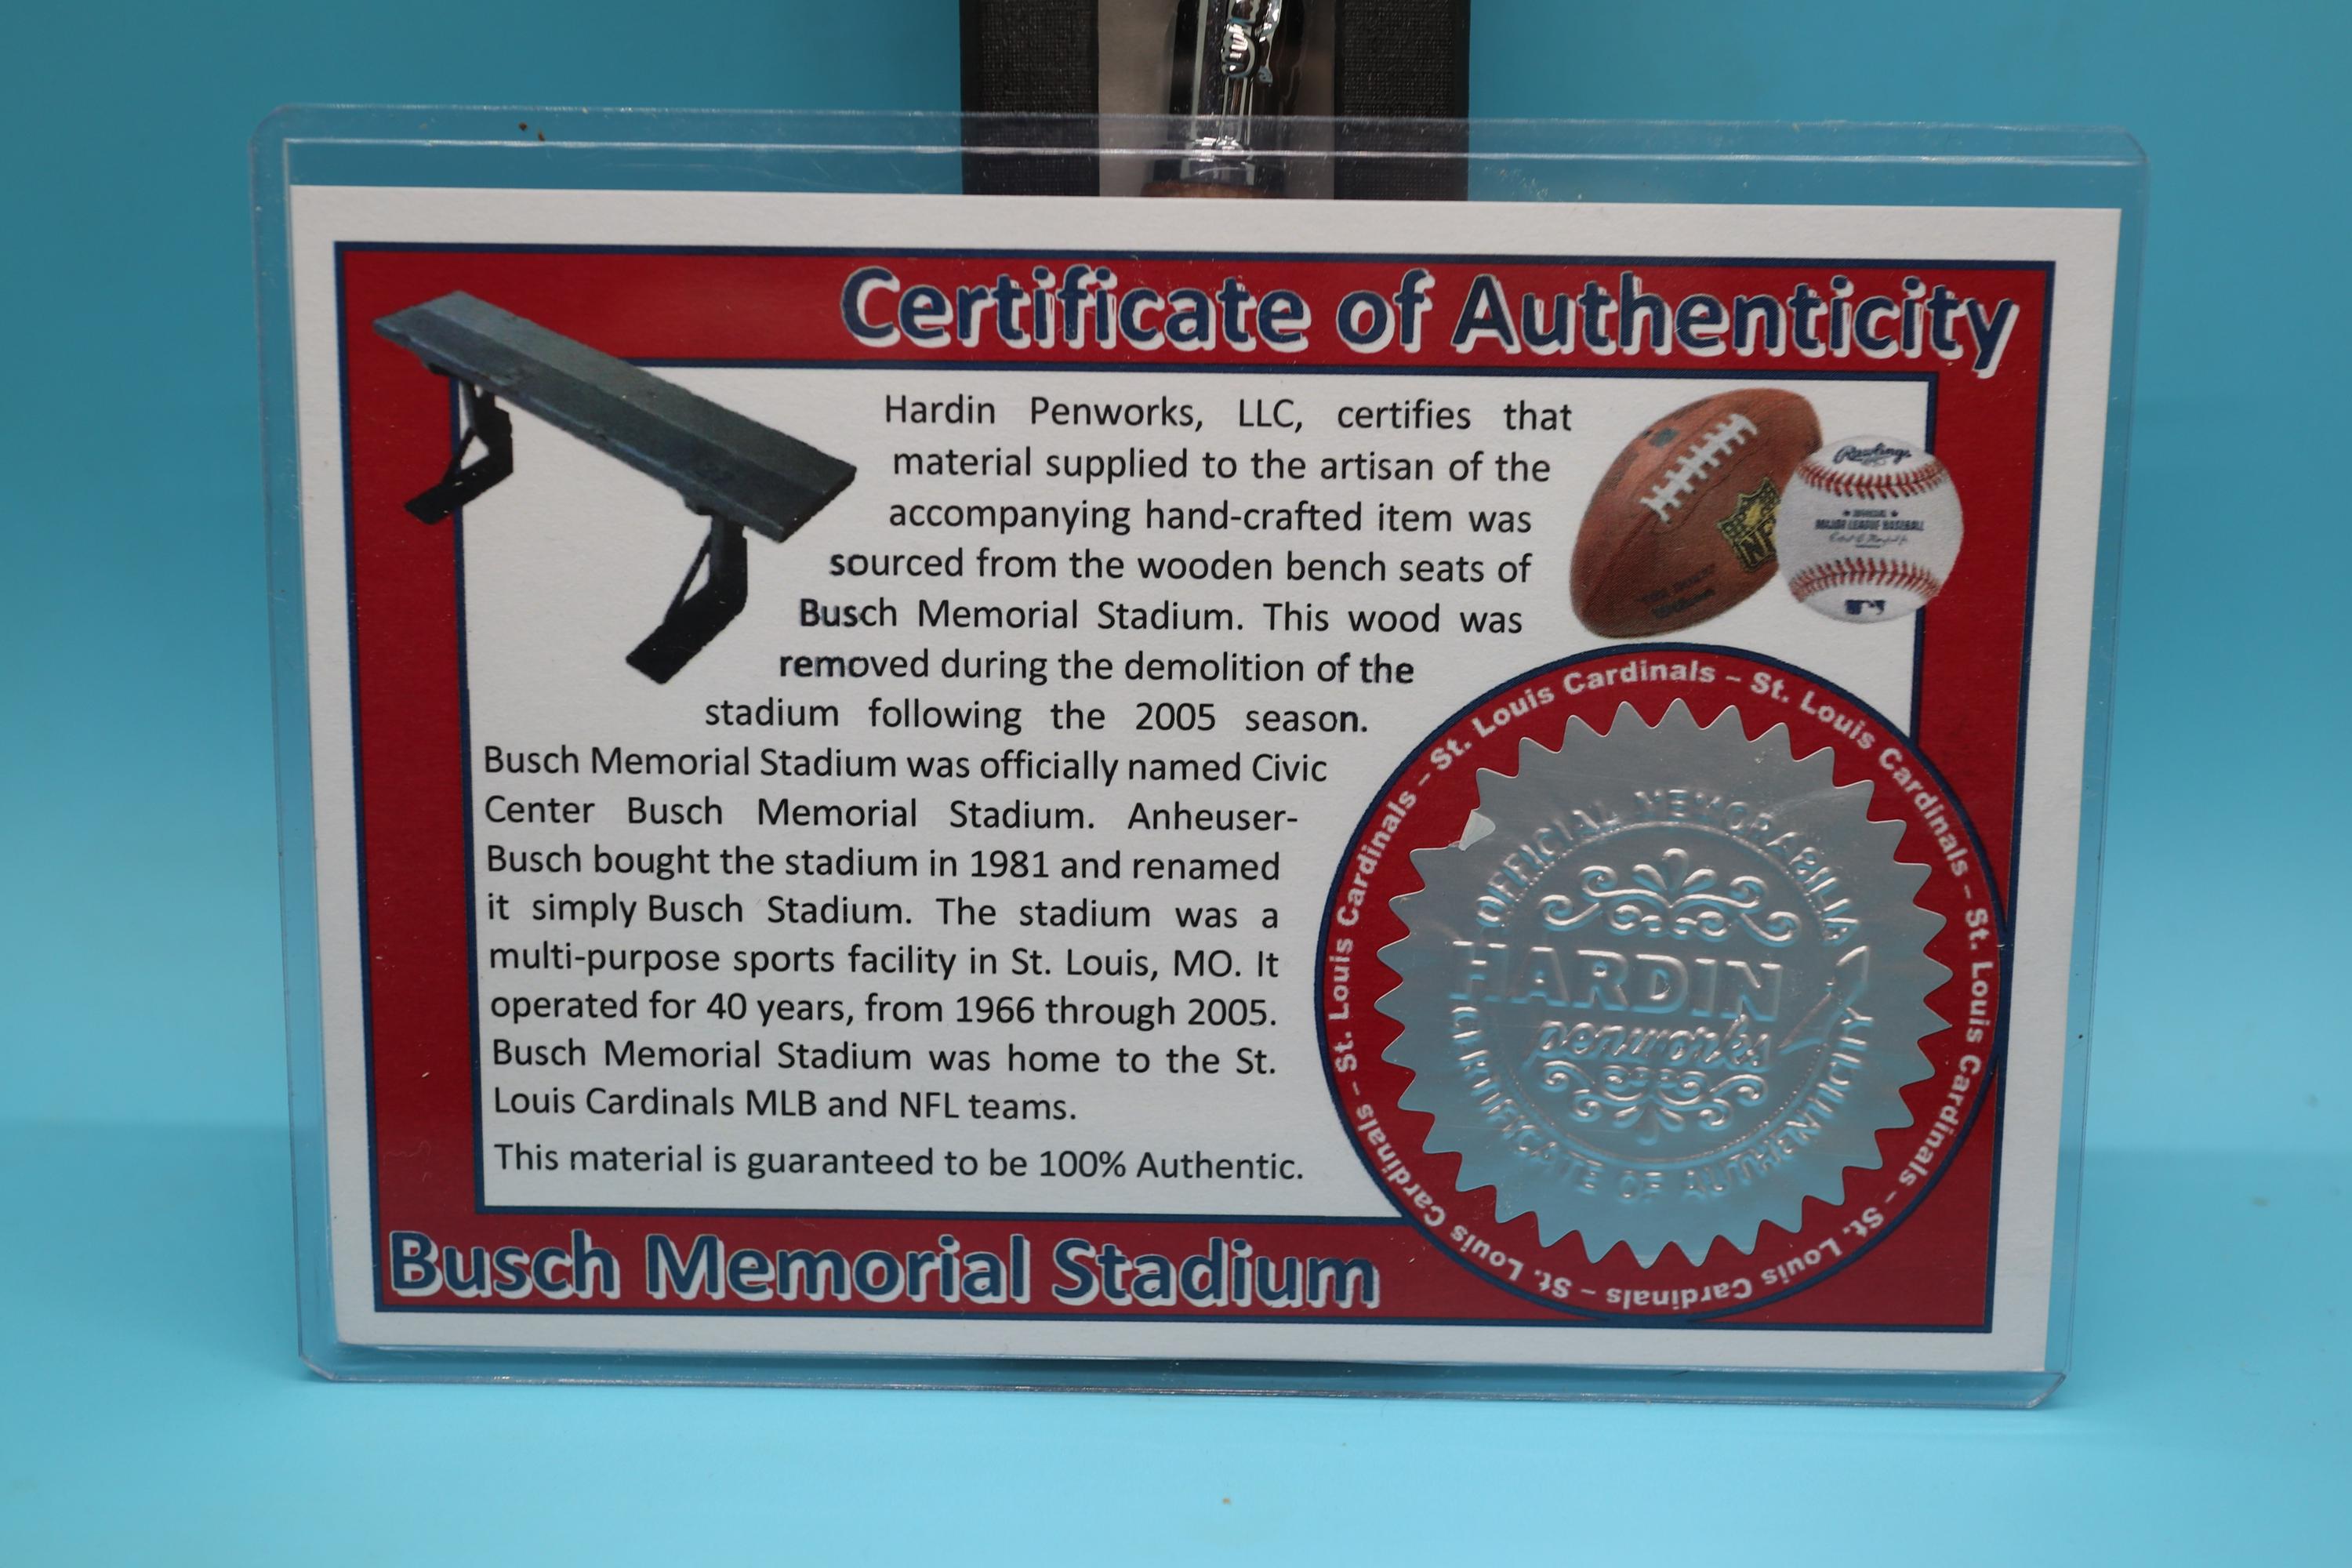 Certificate of Authenticity
Hardin Penworks, LLC, certifies that
material supplied to the artisan of the
accompanying hand-crafted item was
sourced from the wooden bench seats of
Busch Memorial Stadium. This wood was
removed during the demolition of the
stadium following the 2005 season.
Busch Memorial Stadium was officially named Civic
Center Busch Memorial Stadium. Anheuser-
Busch bought the stadium in 1981 and renamed
it simply Busch Stadium. The stadium was a
multi-purpose sports facility in St. Louis, MO. It
operated for 40 years, from 1966 through 2005.
Busch Memorial Stadium was home to the St.
Louis Cardinals MLB and NFL teams.
This material is guaranteed to be 100% Authentic.
Busch Memorial Stadium
Rawlings
OFFICIAL
MAJOR LEAGUE BASEBALL
St. Louis Cardinals – St. Louis Cardinals – St. Louis Cardinals – St. Louis Cardinals – St. Louis Cardinals – St. Louis Cardinals – St. Louis Cardinals –
OFFICIAL MEMORABILIA
HARDIN
penworks
CERTIFICATE OF AUTHENTICITY